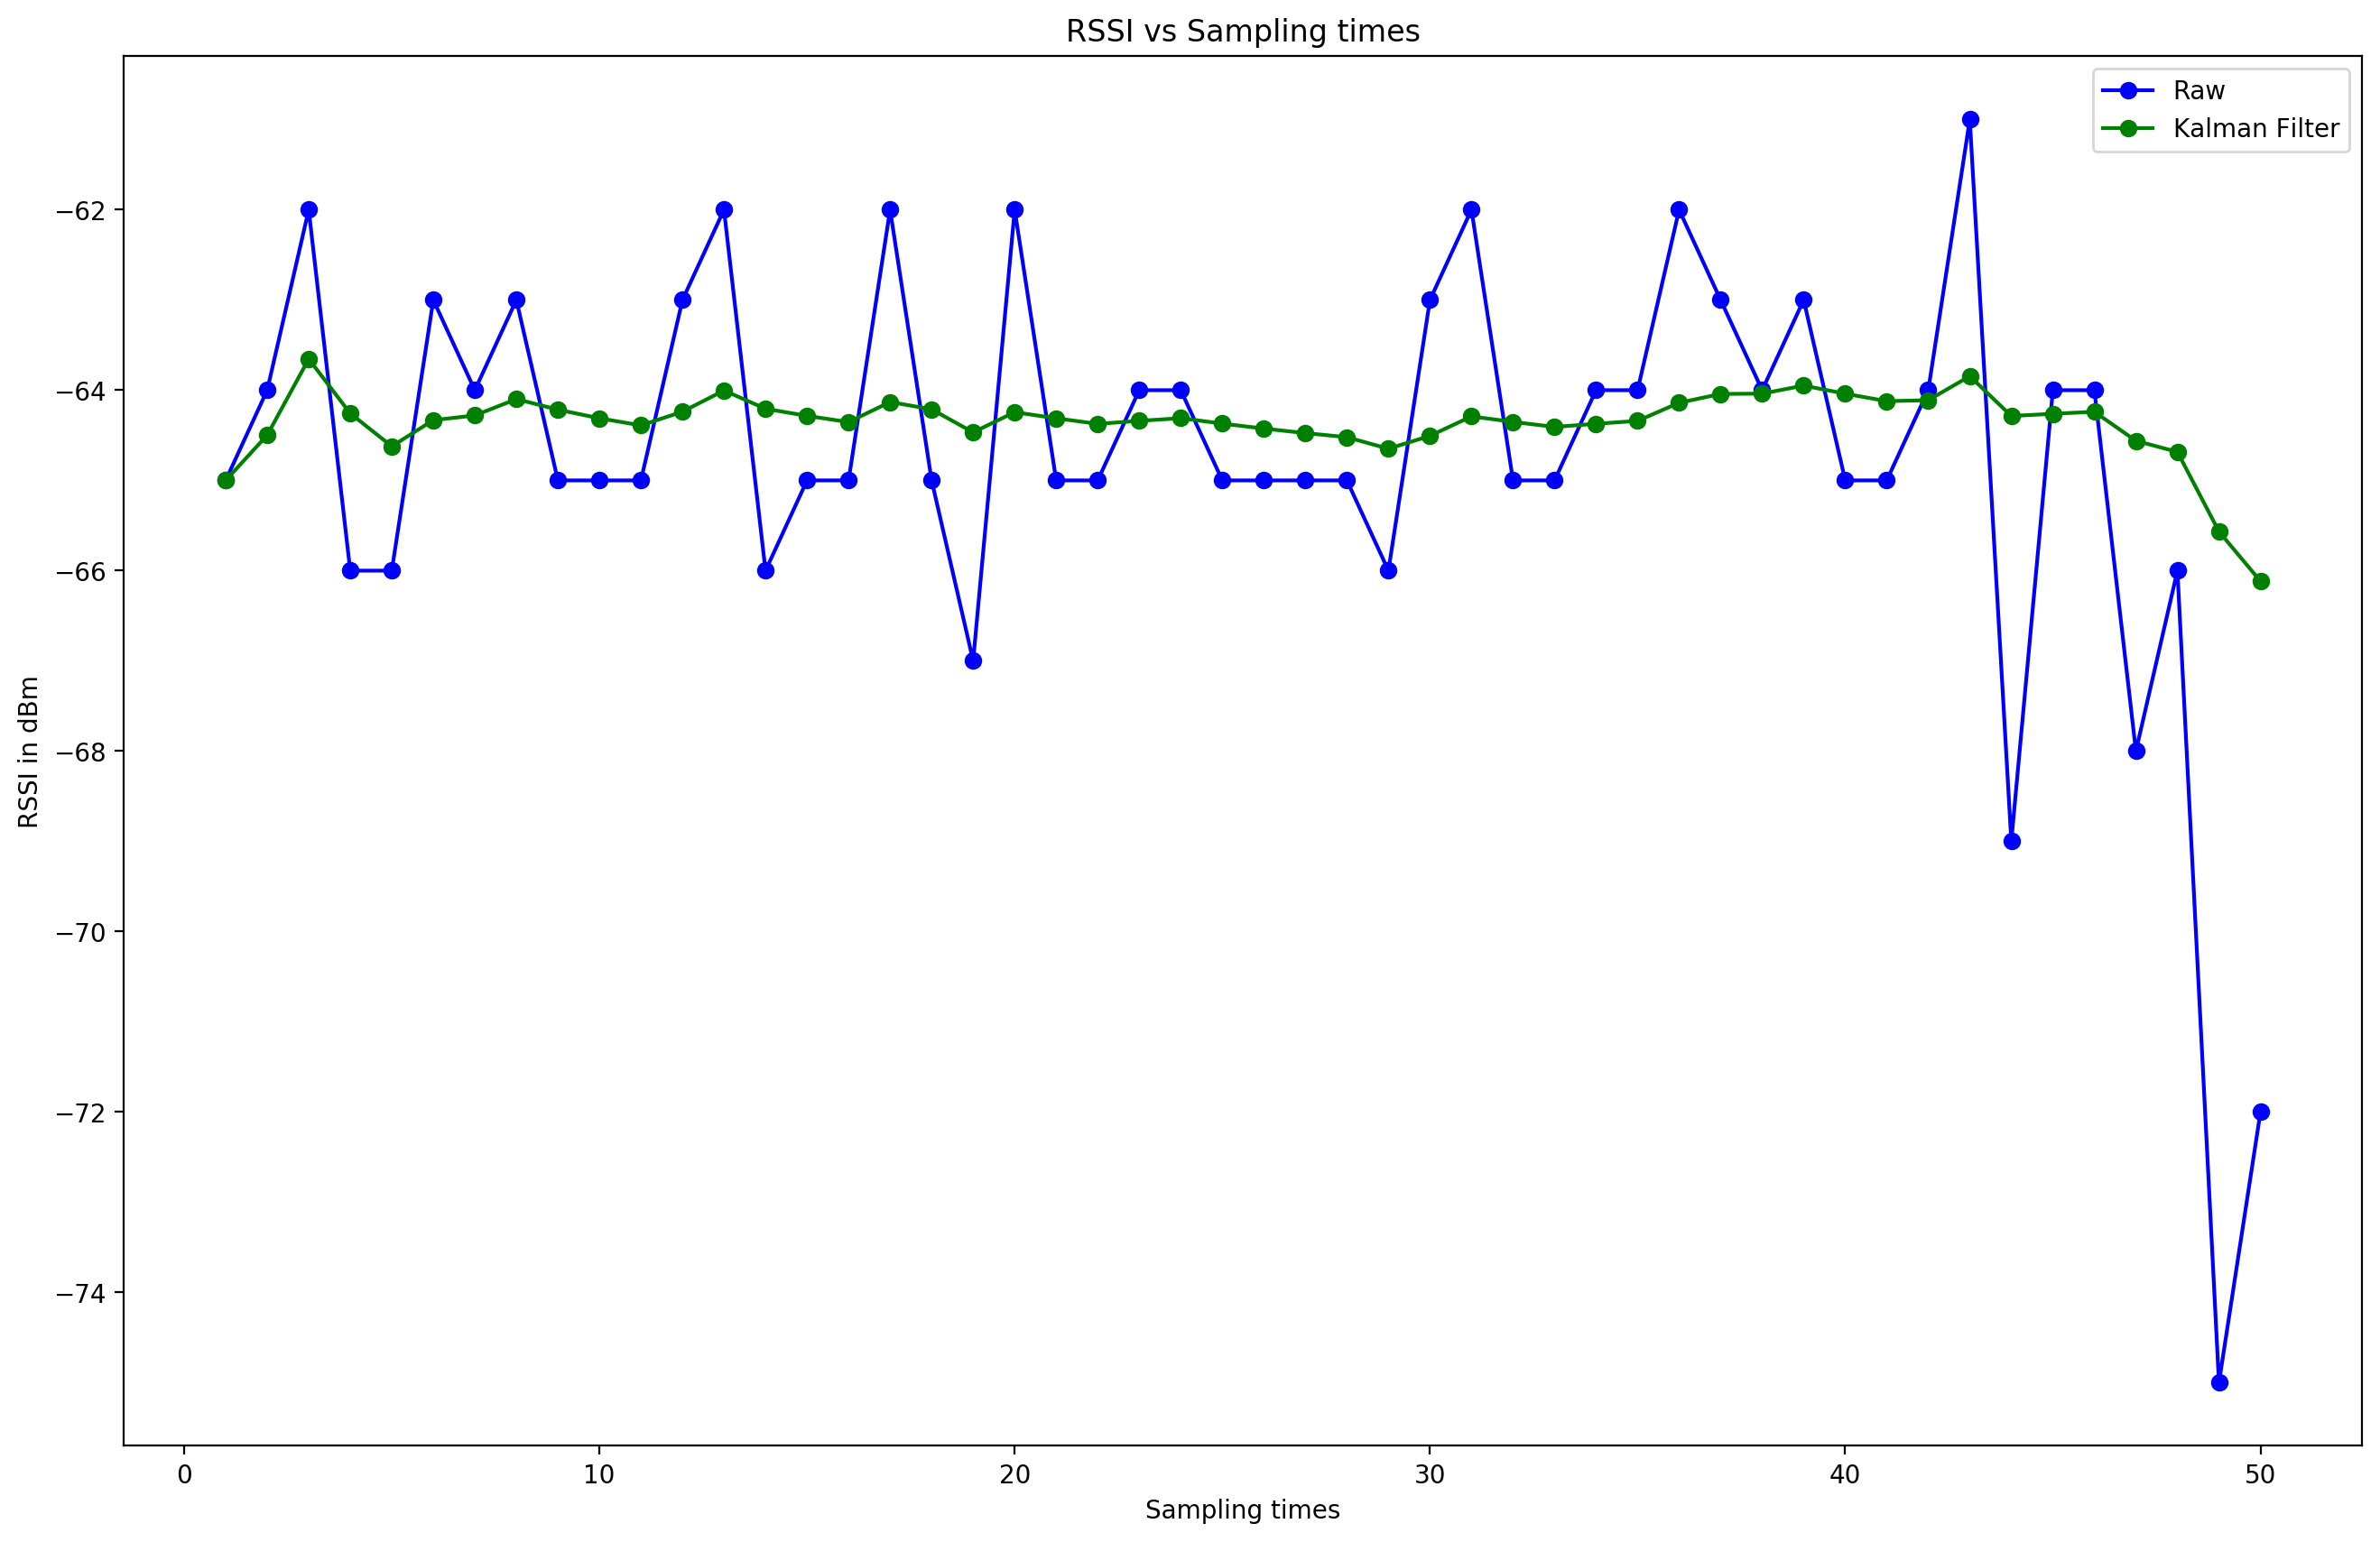 RSSI vs Sampling times
Raw
Kalman Filter
−62
−64
−66
−68
−70
−72
−74
RSSI in dBm
0 10 20 30 40 50
Sampling times